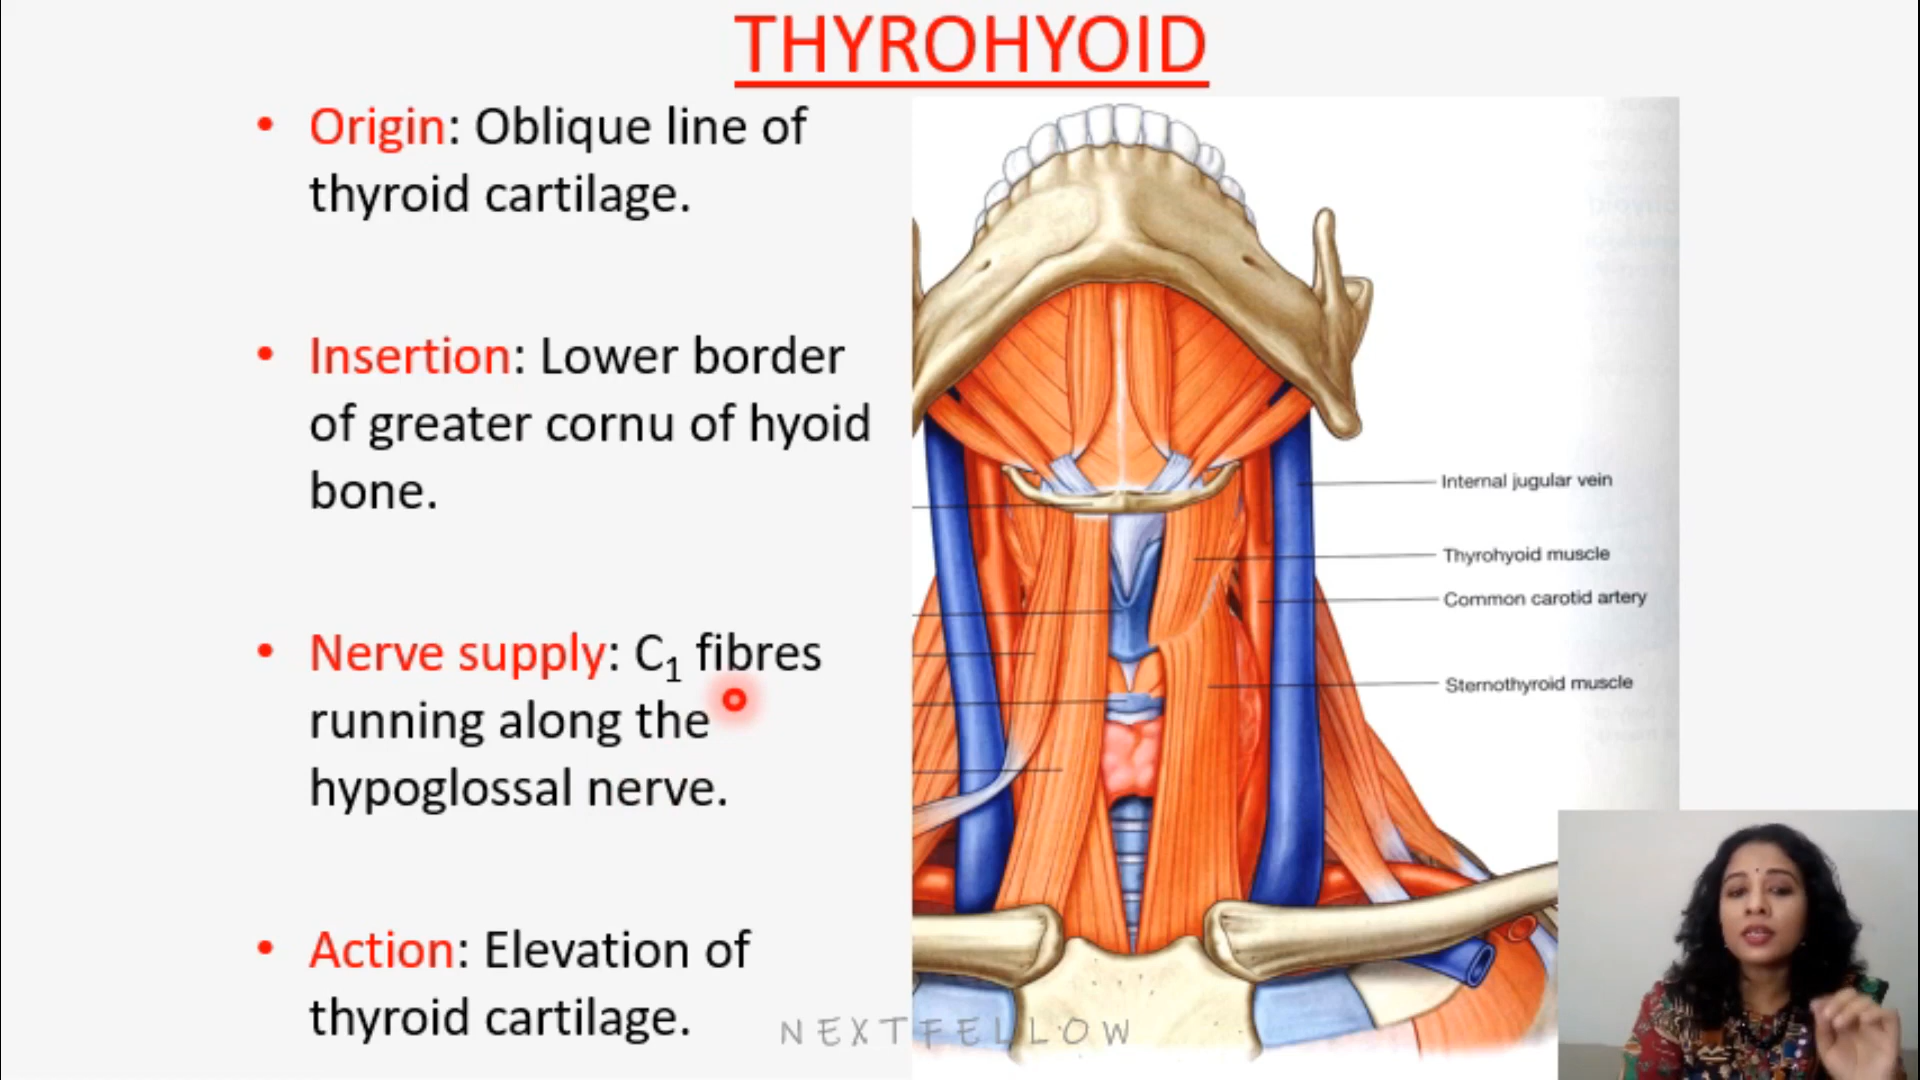 THYROHYOID
• Origin: Oblique line of
thyroid cartilage.
• Insertion: Lower border
of greater cornu of hyoid
bone.
• Nerve supply: C₁ fibres
running along the
hypoglossal nerve.
• Action: Elevation of
thyroid cartilage.
Internal jugular vein
Thyrohyoid muscle
Common carotid artery
Sternothyroid muscle
NEXTFELLOW